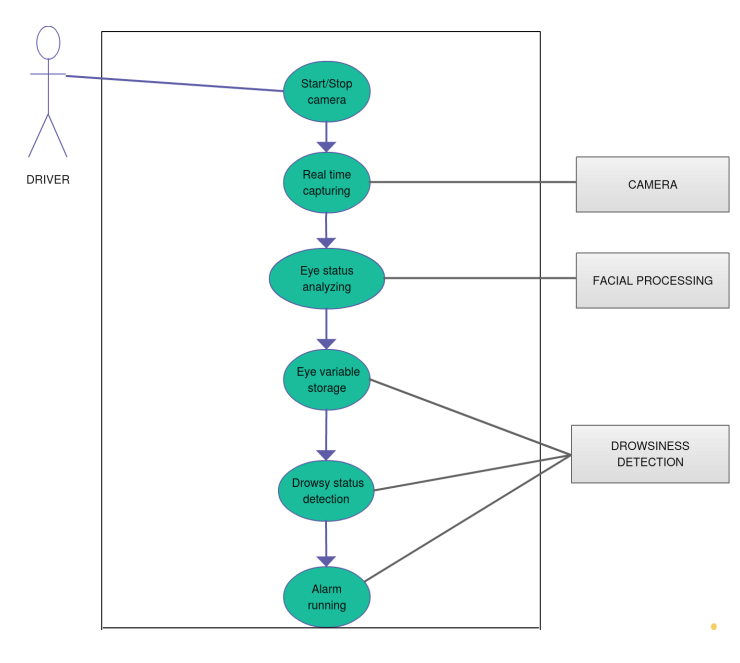 Start/Stop
camera
DRIVER
Real time
capturing
CAMERA
Eye status
analyzing
FACIAL PROCESSING
Eye variable
storage
DROWSINESS
DETECTION
Drowsy status
detection
Alarm
running